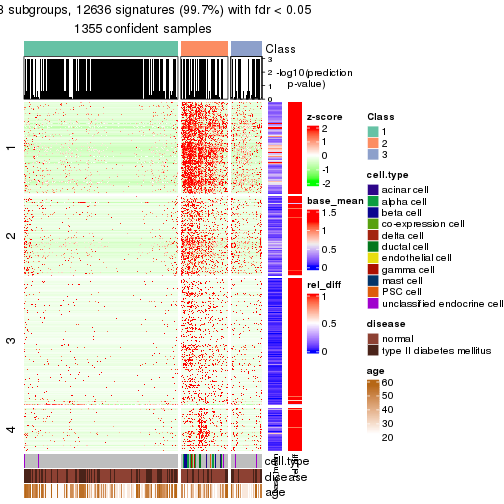 3 subgroups, 12636 signatures (99.7%) with fdr < 0.05
1355 confident samples
Class
3
2
1
0
-log10(prediction
p-value)
1
2
3
4
z-score
2
1
0
-1
-2
base_mean
1.5
1
0.5
0
rel_diff
1
0.5
0
Class
1
2
3
cell.type
acinar cell
alpha cell
beta cell
co-expression cell
delta cell
ductal cell
endothelial cell
gamma cell
mast cell
PSC cell
unclassified endocrine cell
disease
normal
type II diabetes mellitus
age
60
50
40
30
20
cell.type
disease
age